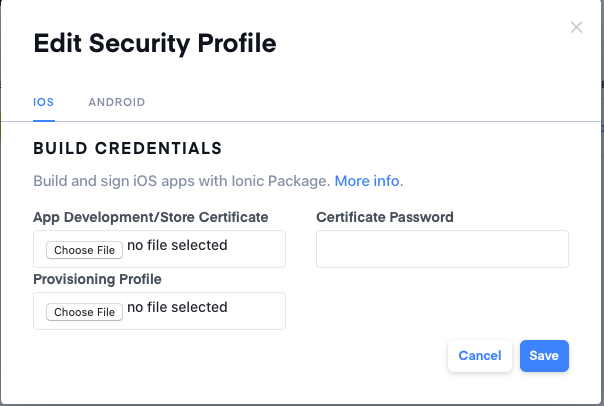 Edit Security Profile
IOS ANDROID
BUILD CREDENTIALS
Build and sign iOS apps with Ionic Package. More info.
App Development/Store Certificate Certificate Password
Choose File no file selected
Provisioning Profile
Choose File no file selected
Cancel Save